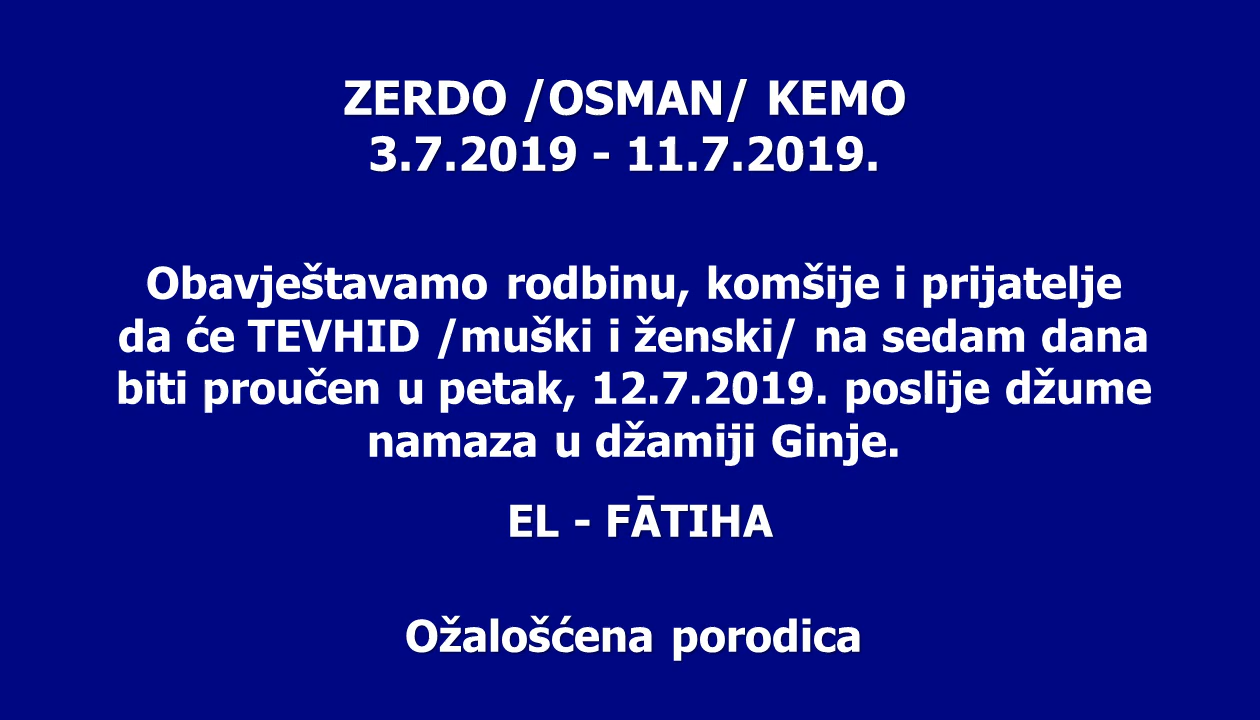 ZERDO /OSMAN/ KEMO
3.7.2019 - 11.7.2019.
Obavještavamo rodbinu, komšije i prijatelje
da će TEVHID /muški i ženski/ na sedam dana
biti proučen u petak, 12.7.2019. poslije džume
namaza u džamiji Ginje.
EL - FĀTIHA
Ožalošćena porodica